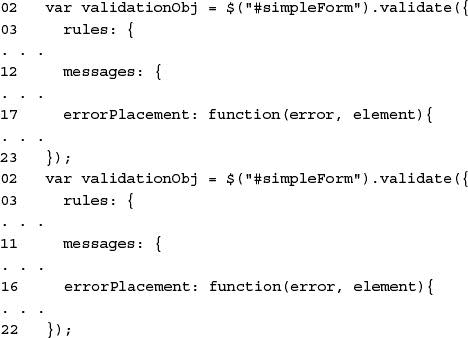 02 var validationObj = $("#simpleForm").validate({
03 rules: {
. . .
12 messages: {
. . .
17 errorPlacement: function(error, element){
. . .
23 });
02 var validationObj = $("#simpleForm").validate({
03 rules: {
. . .
11 messages: {
. . .
16 errorPlacement: function(error, element){
. . .
22 });